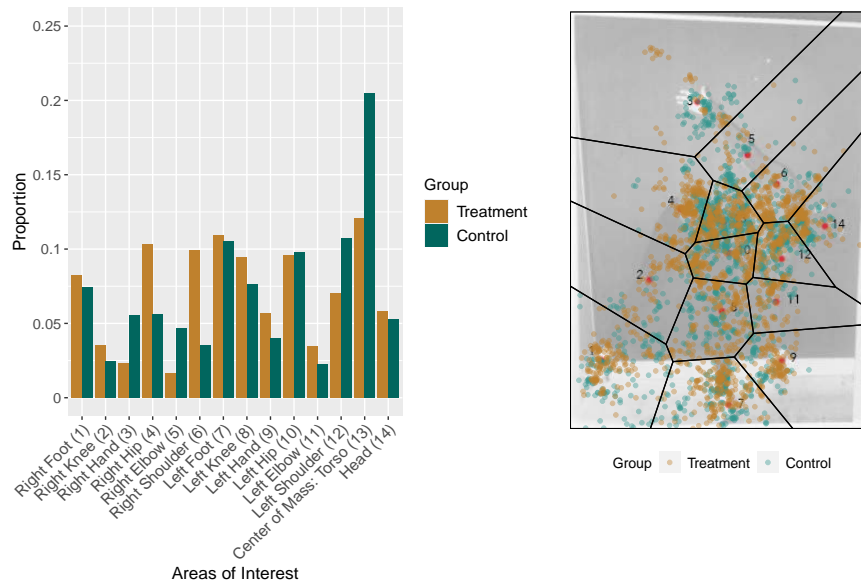 0.25
0.2
0.15
0.1
0.05
0
Proportion
Right Foot (1)
Right Knee (2)
Right Hand (3)
Right Hip (4)
Right Elbow (5)
Right Shoulder (6)
Left Foot (7)
Left Knee (8)
Left Hand (9)
Left Hip (10)
Left Elbow (11)
Left Shoulder (12)
Center of Mass: Torso (13)
Head (14)
Areas of Interest
Group
Treatment
Control
3
5
6
4
14
12
2
11
9
7
Group Treatment Control